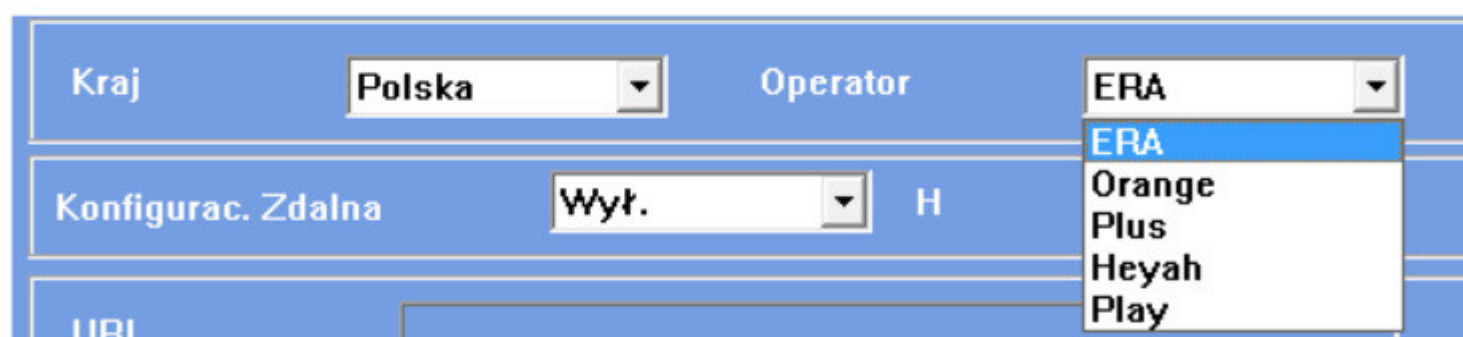 Kraj Polska Operator ERA
ERA
Orange
Konfigurac. Zdalna Wył. H
Plus
Heyah
Play